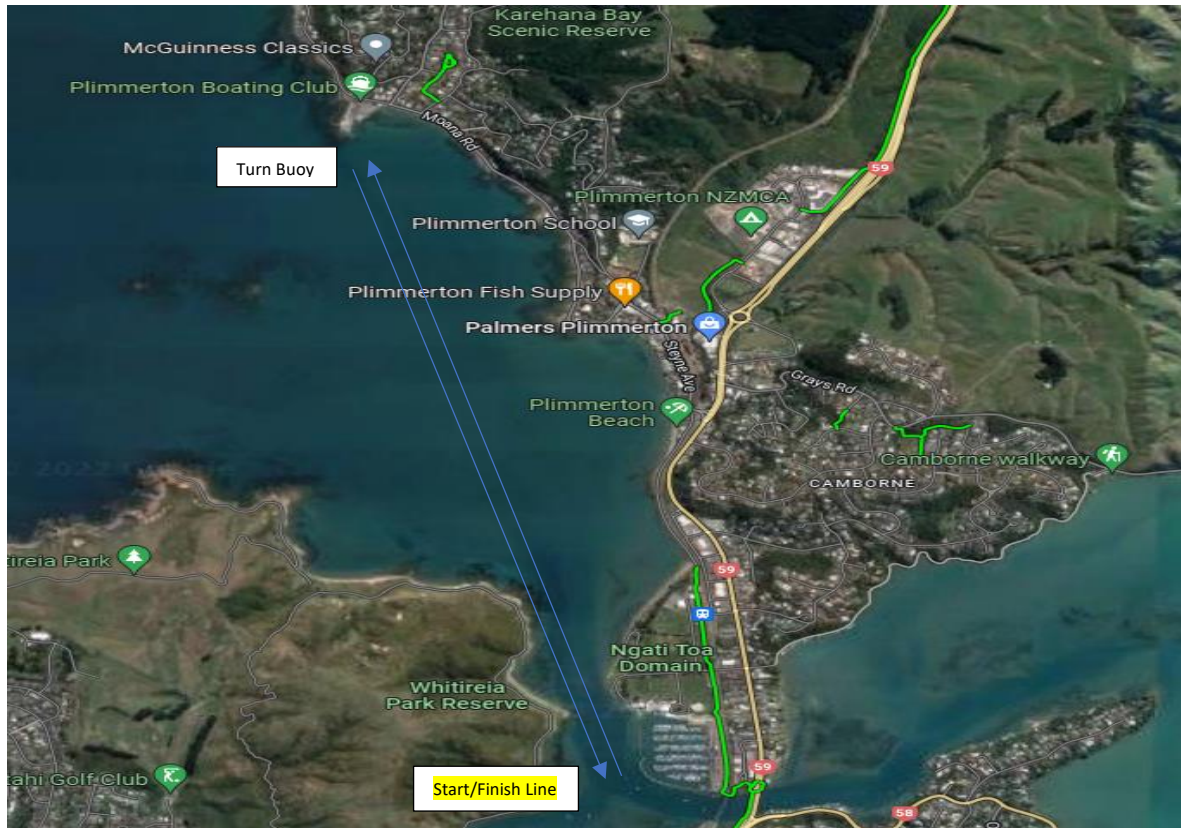 Karehana Bay
Scenic Reserve
McGuinness Classics
Plimmerton Boating Club
Moana Rd
Turn Buoy
59
Plimmerton NZMCA
Plimmerton School
Plimmerton Fish Supply
Palmers Plimmerton
Steyne Ave
Grays Rd
Plimmerton
Beach
Camborne walkway
CAMBORNE
itireia Park
59
Ngati Toa
Domain
Whitireia
Park Reserve
59
tahi Golf Club
Start/Finish Line
58